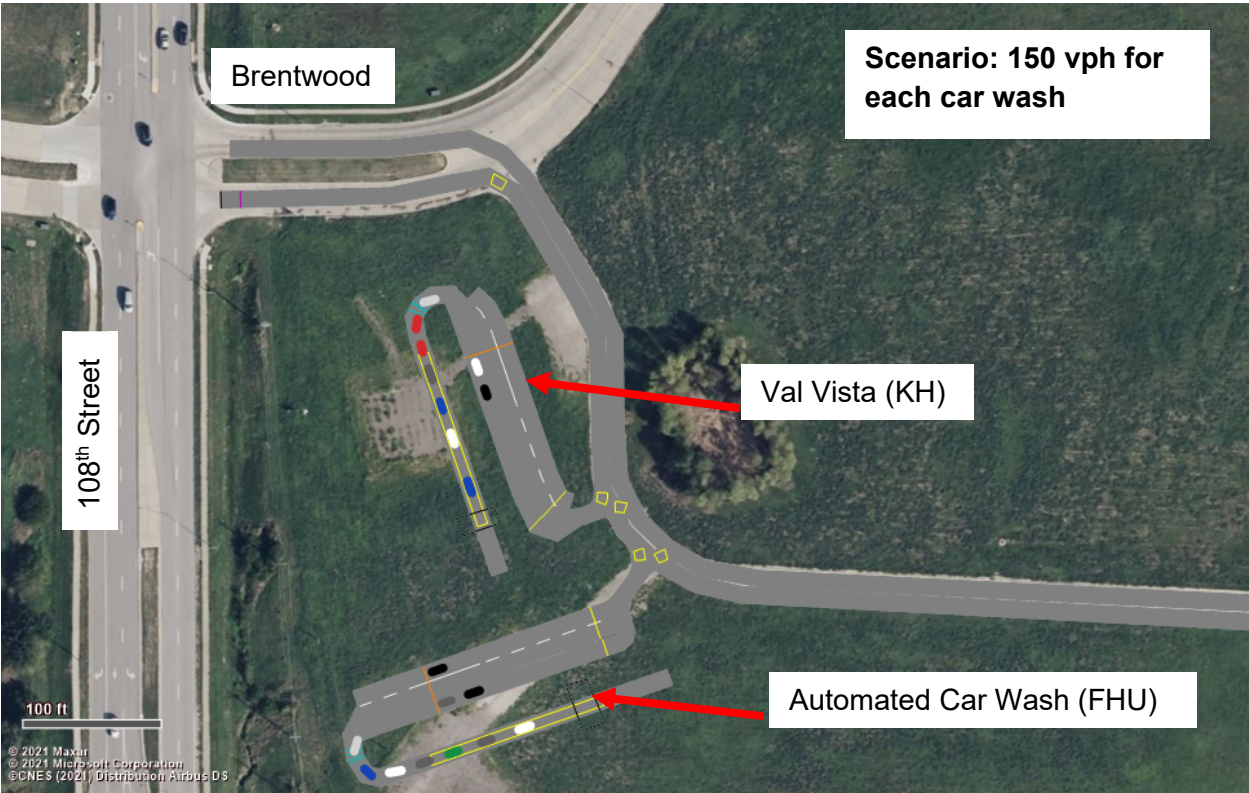 Brentwood
Scenario: 150 vph for
each car wash
Val Vista (KH)
108th Street
Automated Car Wash (FHU)
100 ft
© 2021 Maxar
© 2021 Microsoft Corporation
©CNES (2021) Distribution Airbus DS